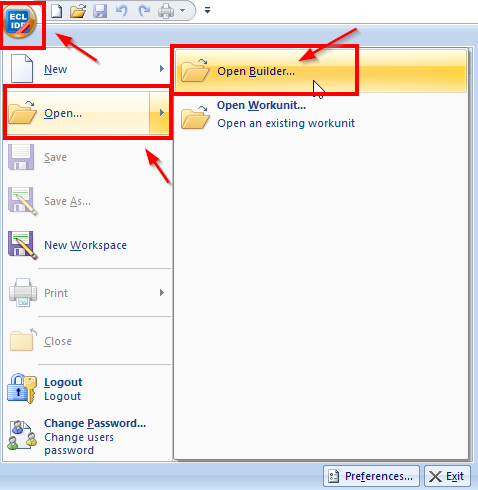 ECL
IDE
New
Open...
Save
Save As...
New Workspace
Print
Close
Logout
Logout
Change Password...
Change users
password
Open Builder...
Open Workunit...
Open an existing workunit
Preferences...
Exit